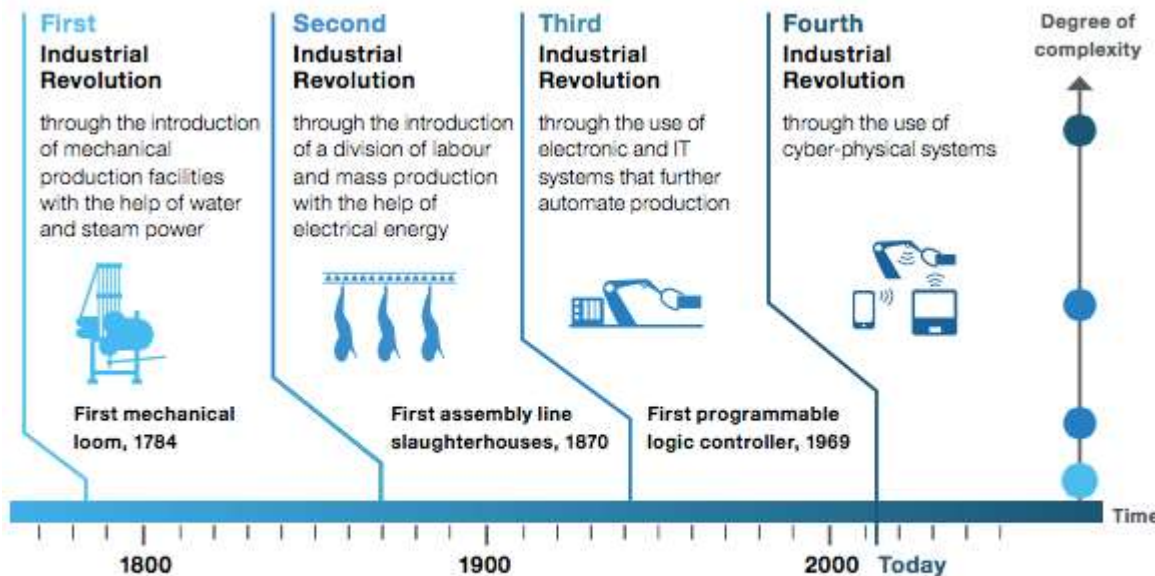 First
Industrial
Revolution
through the introduction
of mechanical
production facilities
with the help of water
and steam power
First mechanical
loom, 1784
Second
Industrial
Revolution
through the introduction
of a division of labour
and mass production
with the help of
electrical energy
First assembly line
slaughterhouses, 1870
Third
Industrial
Revolution
through the use of
electronic and IT
systems that further
automate production
First programmable
logic controller, 1969
Fourth
Industrial
Revolution
through the use of
cyber-physical systems
Degree of
complexity
Time
1800
1900
2000
Today